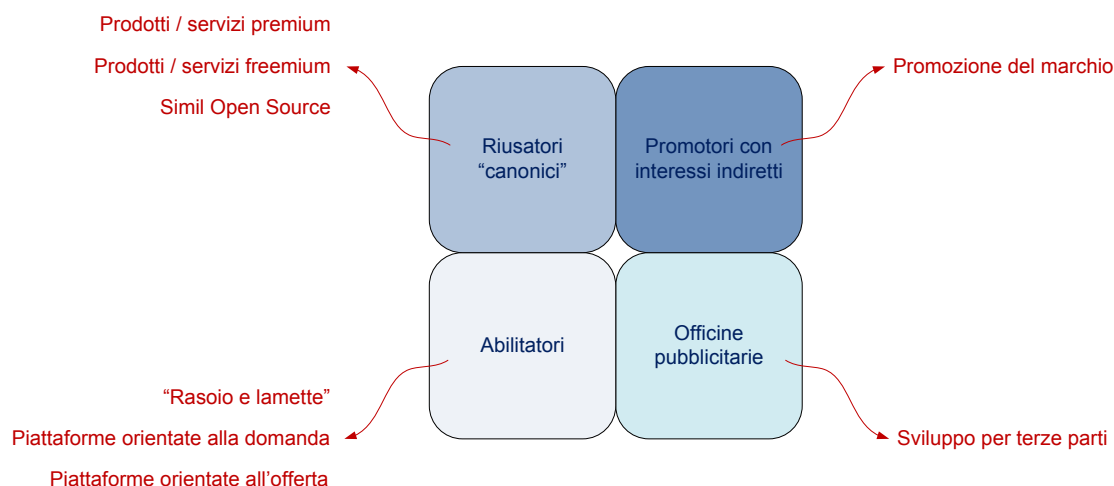 Prodotti / servizi premium
Prodotti / servizi freemium
Simil Open Source
Promozione del marchio
Riusatori
“canonici”
Promotori con
interessi indiretti
Abilitatori
Officine
pubblicitarie
“Rasoio e lamette”
Piattaforme orientate alla domanda
Piattaforme orientate all’offerta
Sviluppo per terze parti